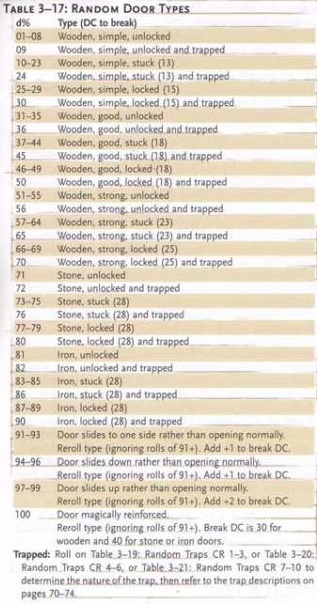 TABLE 3–17: RANDOM DOOR TYPES
d% Type (DC to break)
01–08 Wooden, simple, unlocked
09 Wooden, simple, unlocked and trapped
10–23 Wooden, simple, stuck (13)
24 Wooden, simple, stuck (13) and trapped
25–29 Wooden, simple, locked (15)
30 Wooden, simple, locked (15) and trapped
31–35 Wooden, good, unlocked
36 Wooden, good, unlocked and trapped
37–44 Wooden, good, stuck (18)
45 Wooden, good, stuck (18) and trapped
46–49 Wooden, good, locked (18)
50 Wooden, good, locked (18) and trapped
51–55 Wooden, strong, unlocked
56 Wooden, strong, unlocked and trapped
57–64 Wooden, strong, stuck (23)
65 Wooden, strong, stuck (23) and trapped
66–69 Wooden, strong, locked (25)
70 Wooden, strong, locked (25) and trapped
71 Stone, unlocked
72 Stone, unlocked and trapped
73–75 Stone, stuck (28)
76 Stone, stuck (28) and trapped
77–79 Stone, locked (28)
80 Stone, locked (28) and trapped
81 Iron, unlocked
82 Iron, unlocked and trapped
83–85 Iron, stuck (28)
86 Iron, stuck (28) and trapped
87–89 Iron, locked (28)
90 Iron, locked (28) and trapped
91–93 Door slides to one side rather than opening normally.
Reroll type (ignoring rolls of 91+). Add +1 to break DC.
94–96 Door slides down rather than opening normally.
Reroll type (ignoring rolls of 91+). Add +1 to break DC.
97–99 Door slides up rather than opening normally.
Reroll type (ignoring rolls of 91+). Add +2 to break DC.
100 Door magically reinforced.
Reroll type (ignoring rolls of 91+). Break DC is 30 for
wooden and 40 for stone or iron doors.
Trapped: Roll on Table 3–19: Random Traps CR 1–3, or Table 3–20:
Random Traps CR 4–6, or Table 3–21: Random Traps CR 7–10 to
determine the nature of the trap, then refer to the trap descriptions on
pages 70–74.